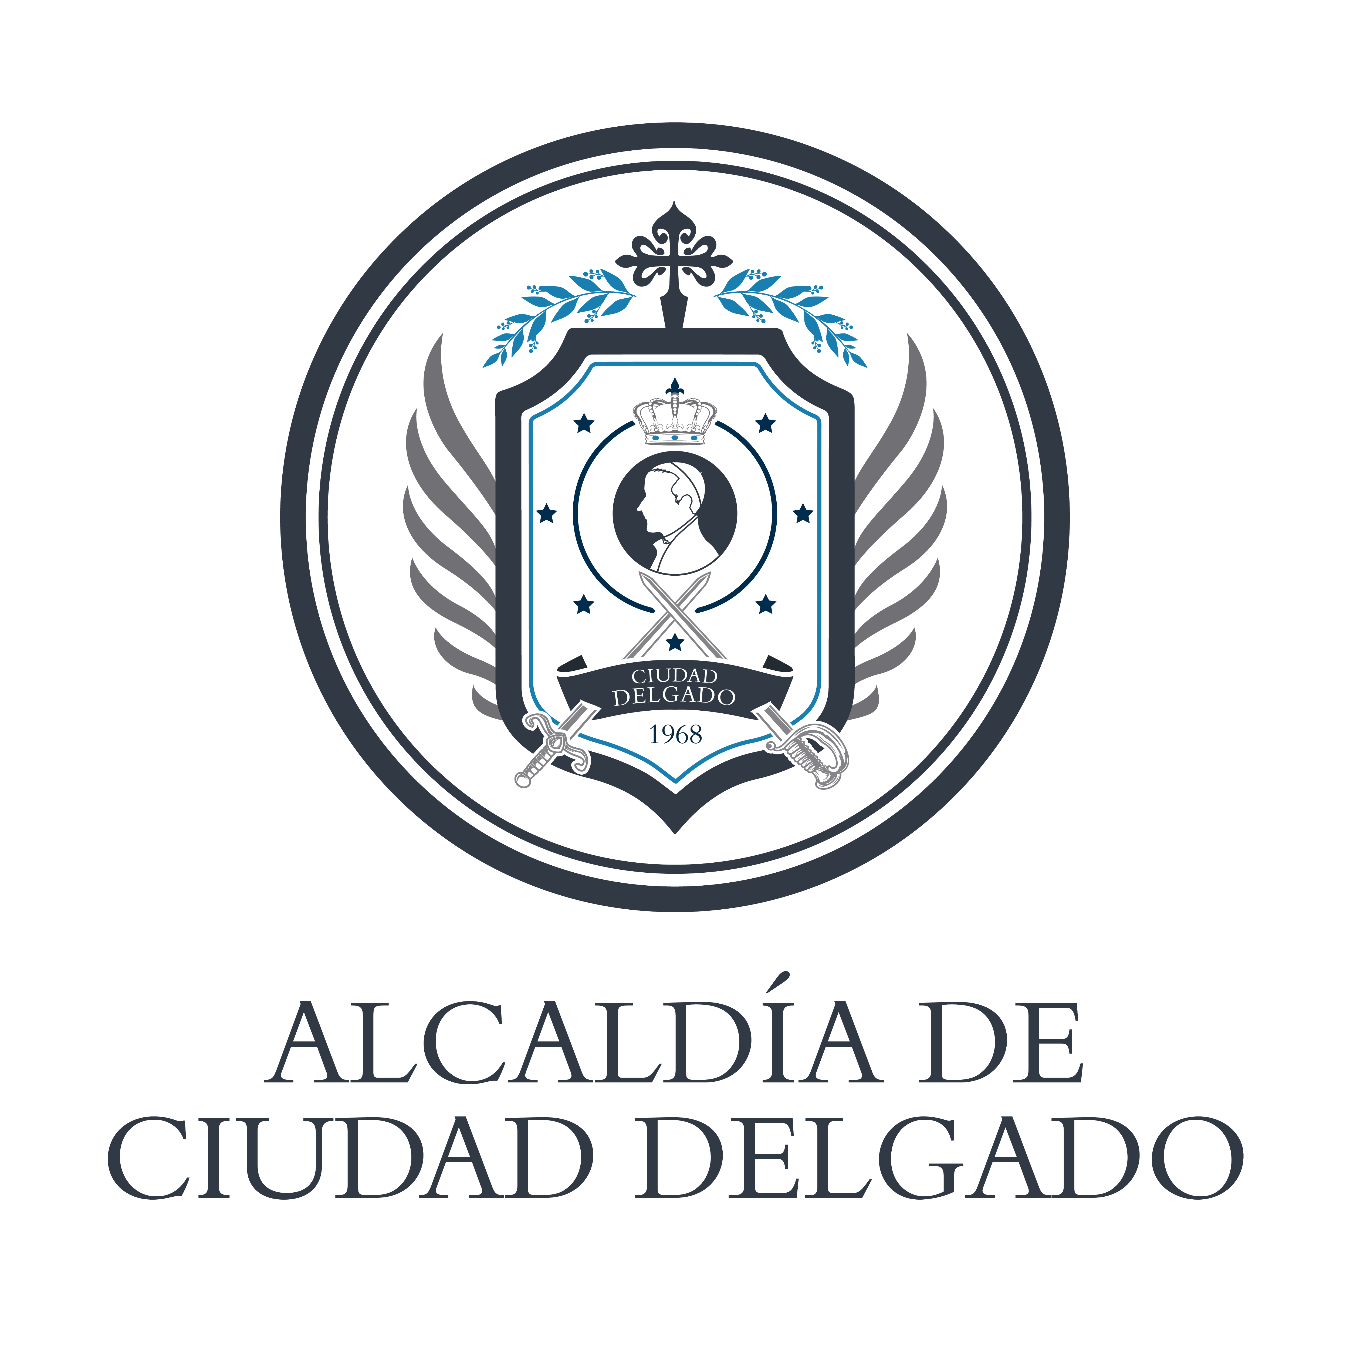 CIUDAD
DELGADO
1968
ALCALDÍA DE
CIUDAD DELGADO